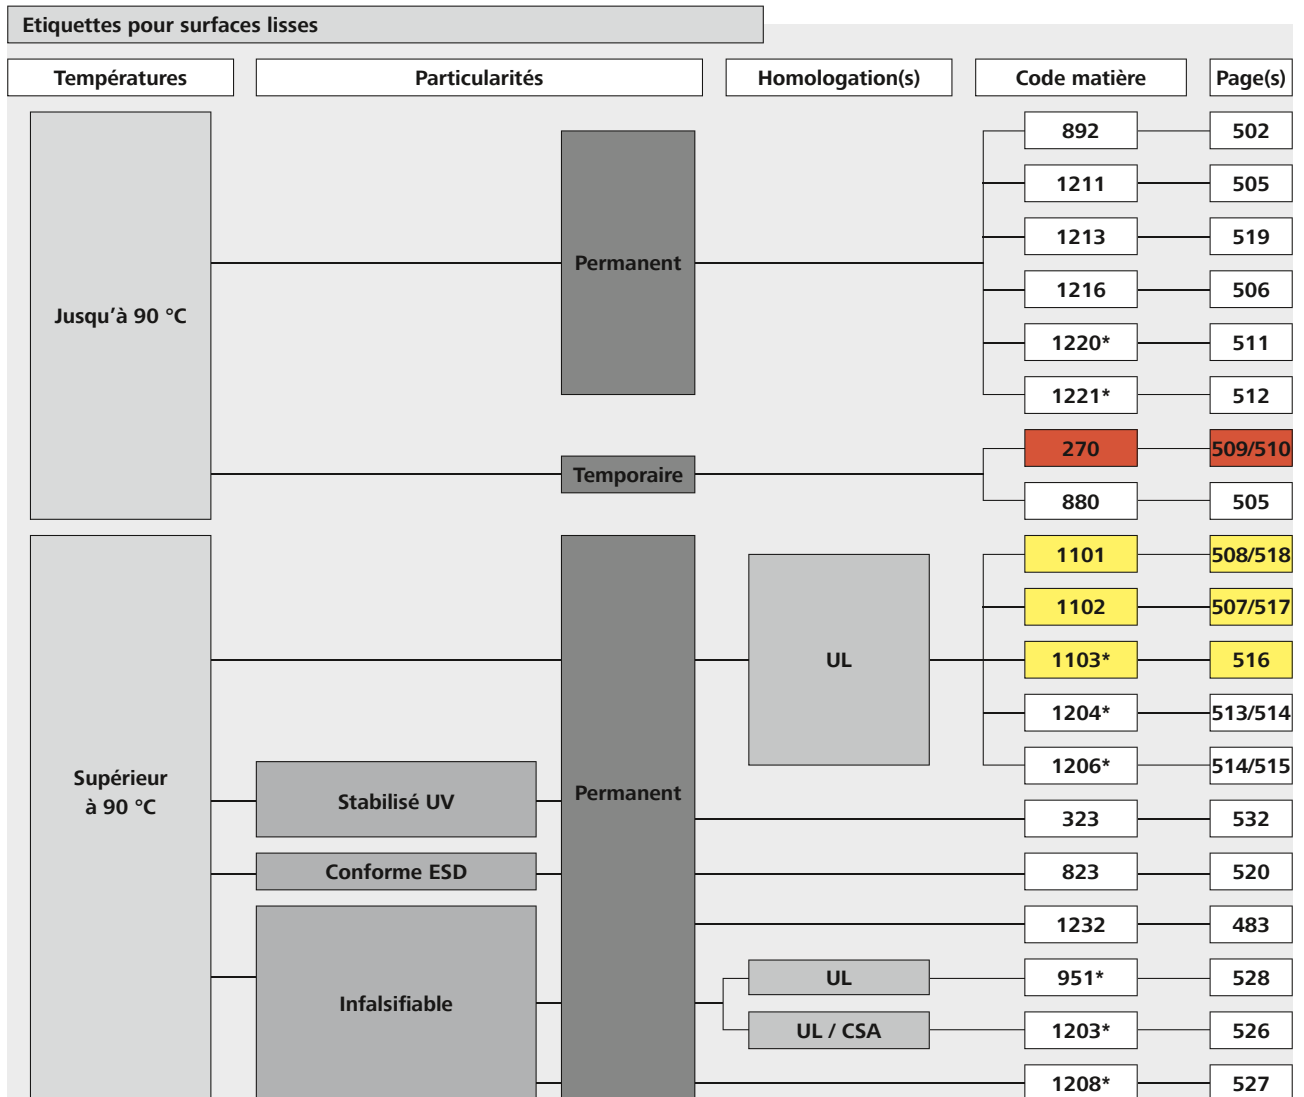 Etiquettes pour surfaces lisses
Températures Particularités Homologation(s) Code matière Page(s)
892 502
1211 505
1213 519
Permanent
1216 506
Jusqu'à 90 °C
1220* 511
1221* 512
270 509/510
Temporaire
880 505
1101 508/518
1102 507/517
UL
1103* 516
1204* 513/514
1206* 514/515
Supérieur
à 90 °C
Stabilisé UV
Permanent
323 532
Conforme ESD
823 520
1232 483
UL 951* 528
Infalsifiable
UL / CSA 1203* 526
1208* 527